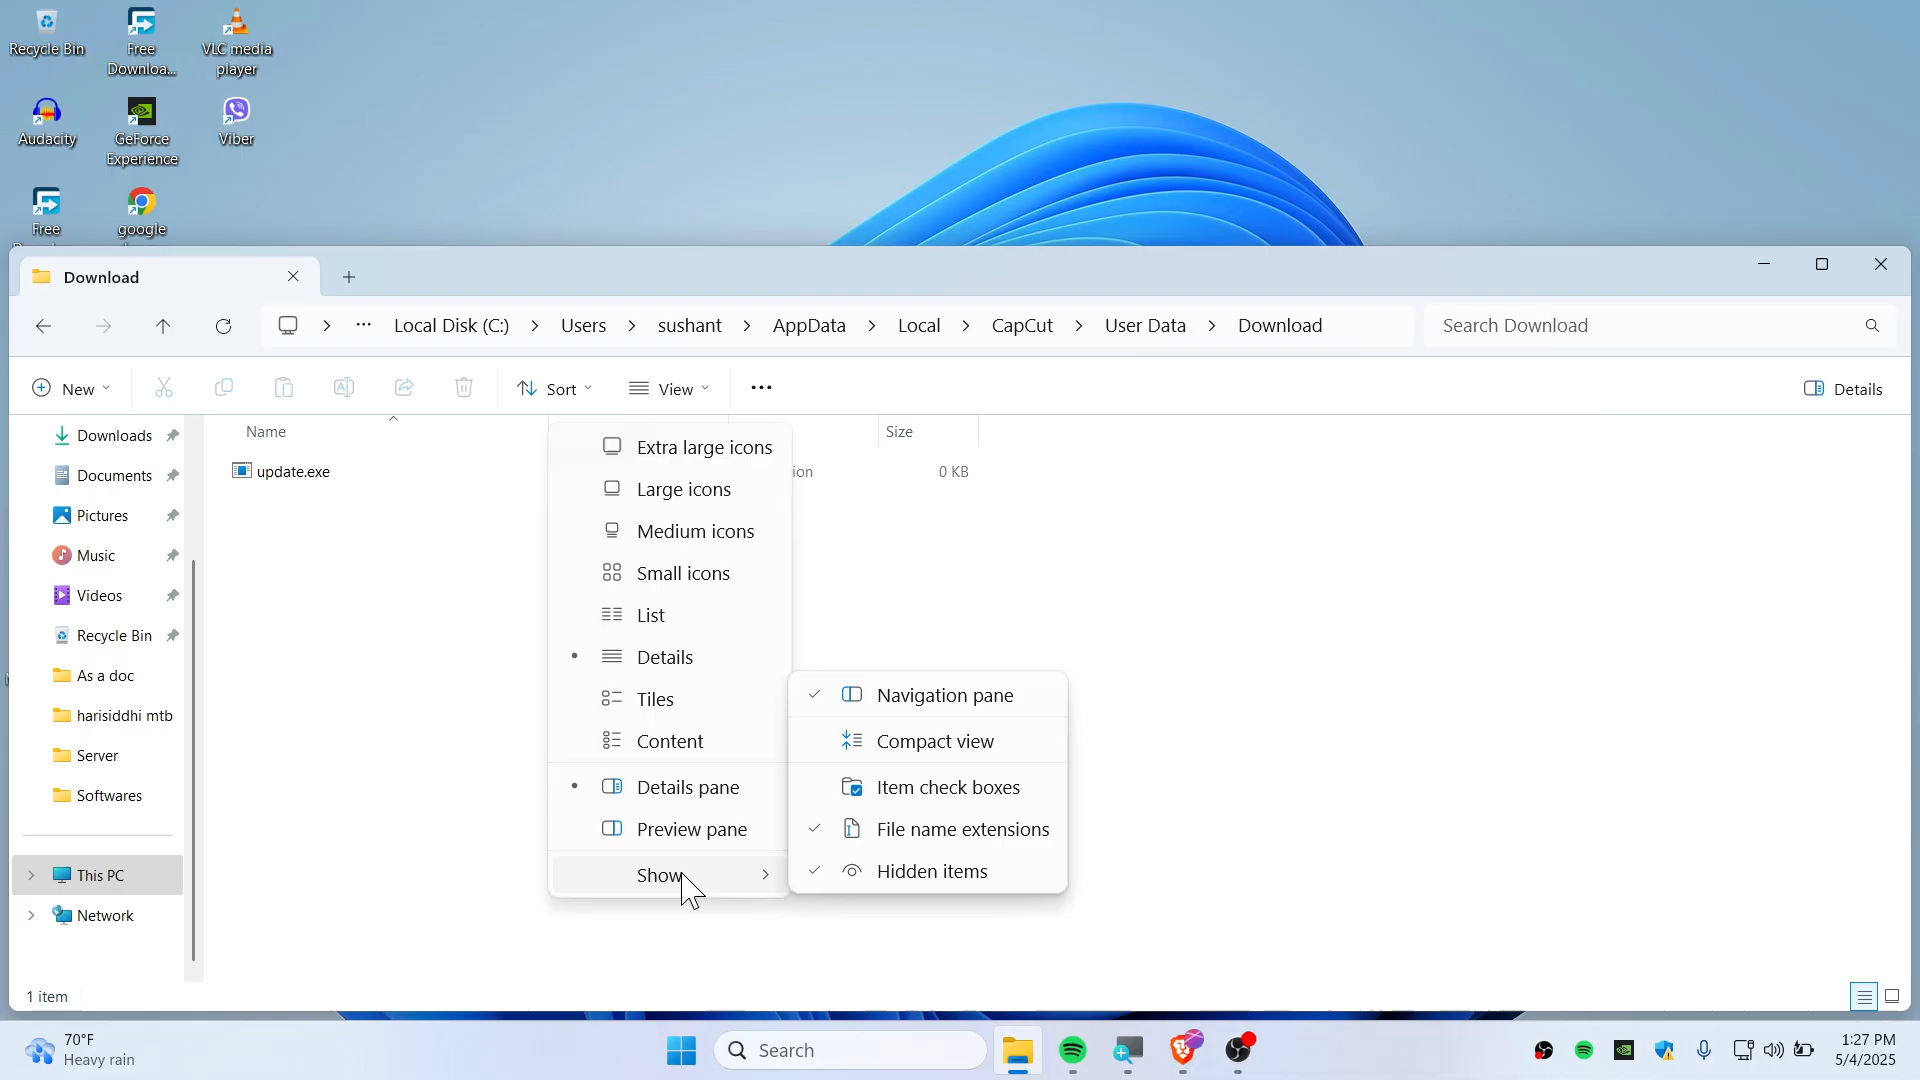 Recycle Bin
Free
Downloa...
VLC media
player
Audacity
GeForce
Experience
Viber
Free
google
Download
Local Disk (C:)
Users
sushant
AppData
Local
CapCut
User Data
Download
Search Download
New
Sort
View
Details
Name
Size
update.exe
ion
0 KB
Downloads
Documents
Pictures
Music
Videos
Recycle Bin
As a doc
harisiddhi mtb
Server
Softwares
This PC
Network
Extra large icons
Large icons
Medium icons
Small icons
List
Details
Tiles
Content
Details pane
Preview pane
Show
Navigation pane
Compact view
Item check boxes
File name extensions
Hidden items
1 item
70°F
Heavy rain
Search
1:27 PM
5/4/2025